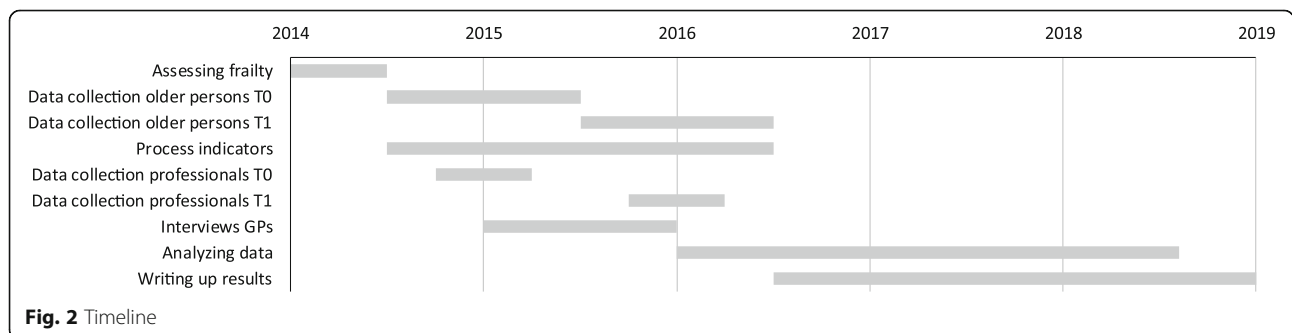 2014 2015 2016 2017 2018 2019
Assessing frailty
Data collection older persons T0
Data collection older persons T1
Process indicators
Data collection professionals T0
Data collection professionals T1
Interviews GPs
Analyzing data
Writing up results
Fig. 2 Timeline